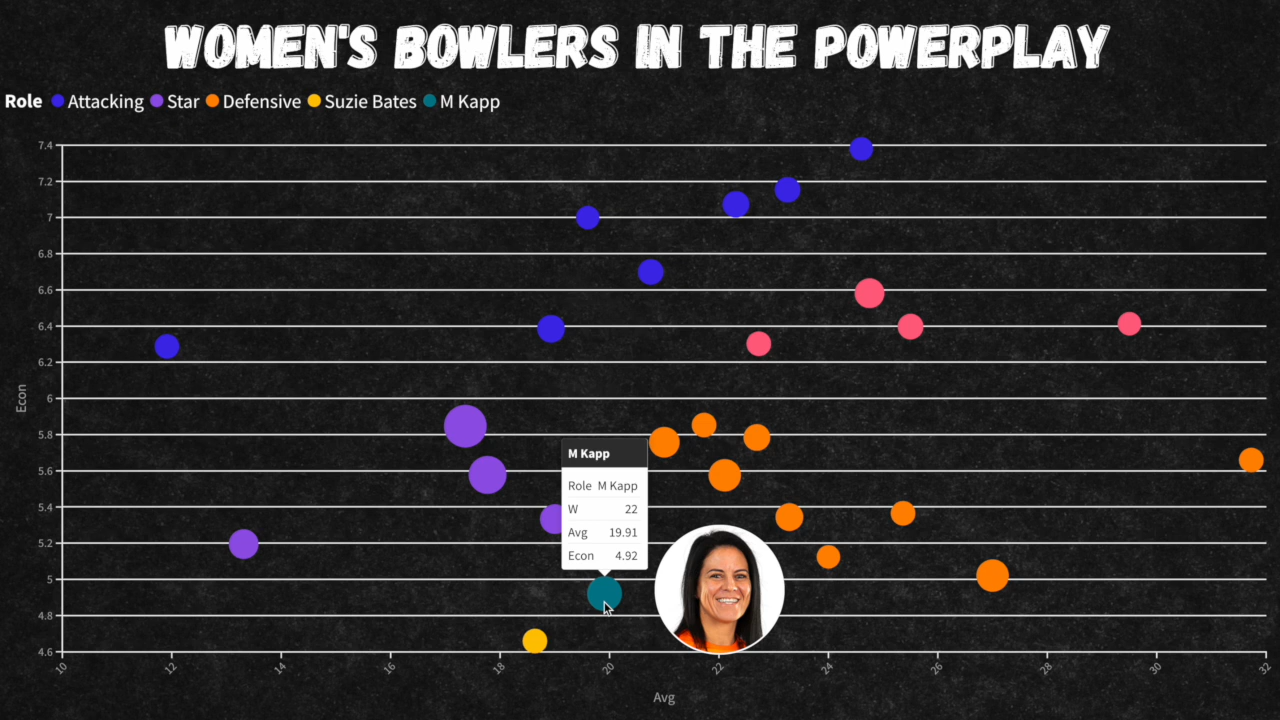 WOMEN'S BOWLERS IN THE POWERPLAY
Role Attacking Star Defensive Suzie Bates M Kapp
7.4
7.2
7
6.8
6.6
6.4
6.2
6
5.8
5.6
5.4
5.2
5
4.8
4.6
Econ
M Kapp
Role M Kapp
W 22
Avg 19.91
Econ 4.92
10 12 14 16 18 20 22 24 26 28 30 32
Avg